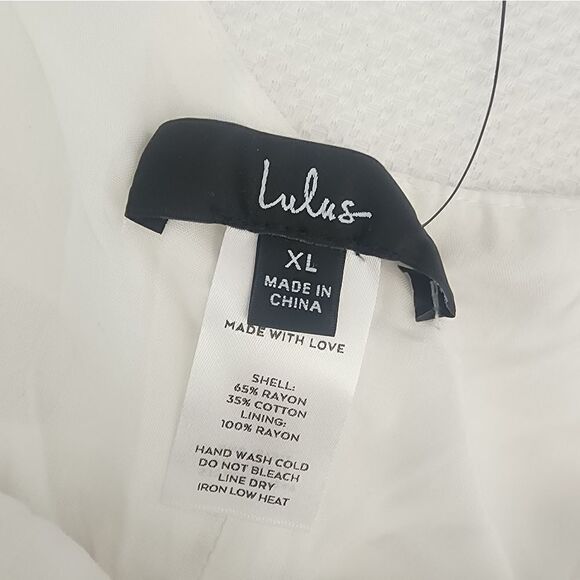 Lulus
XL
MADE IN
CHINA
MADE WITH LOVE
SHELL:
65% RAYON
35% COTTON
LINING:
100% RAYON
HAND WASH COLD
DO NOT BLEACH
LINE DRY
IRON LOW HEAT